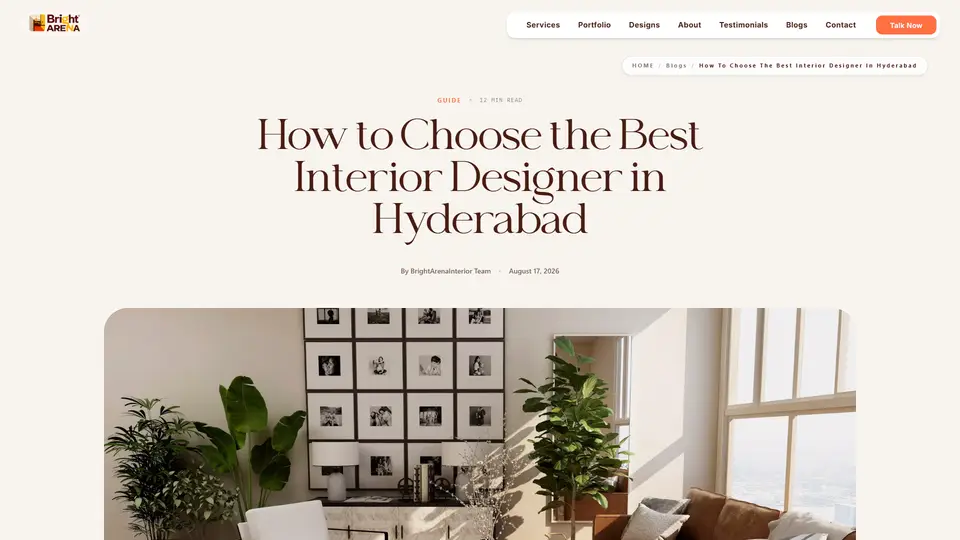 Bright
ARENA
Services Portfolio Designs About Testimonials Blogs Contact Talk Now
HOME / Blogs / How To Choose The Best Interior Designer In Hyderabad
GUIDE · 12 MIN READ
How to Choose the Best
Interior Designer in
Hyderabad
By BrightArenaInterior Team · August 17, 2026